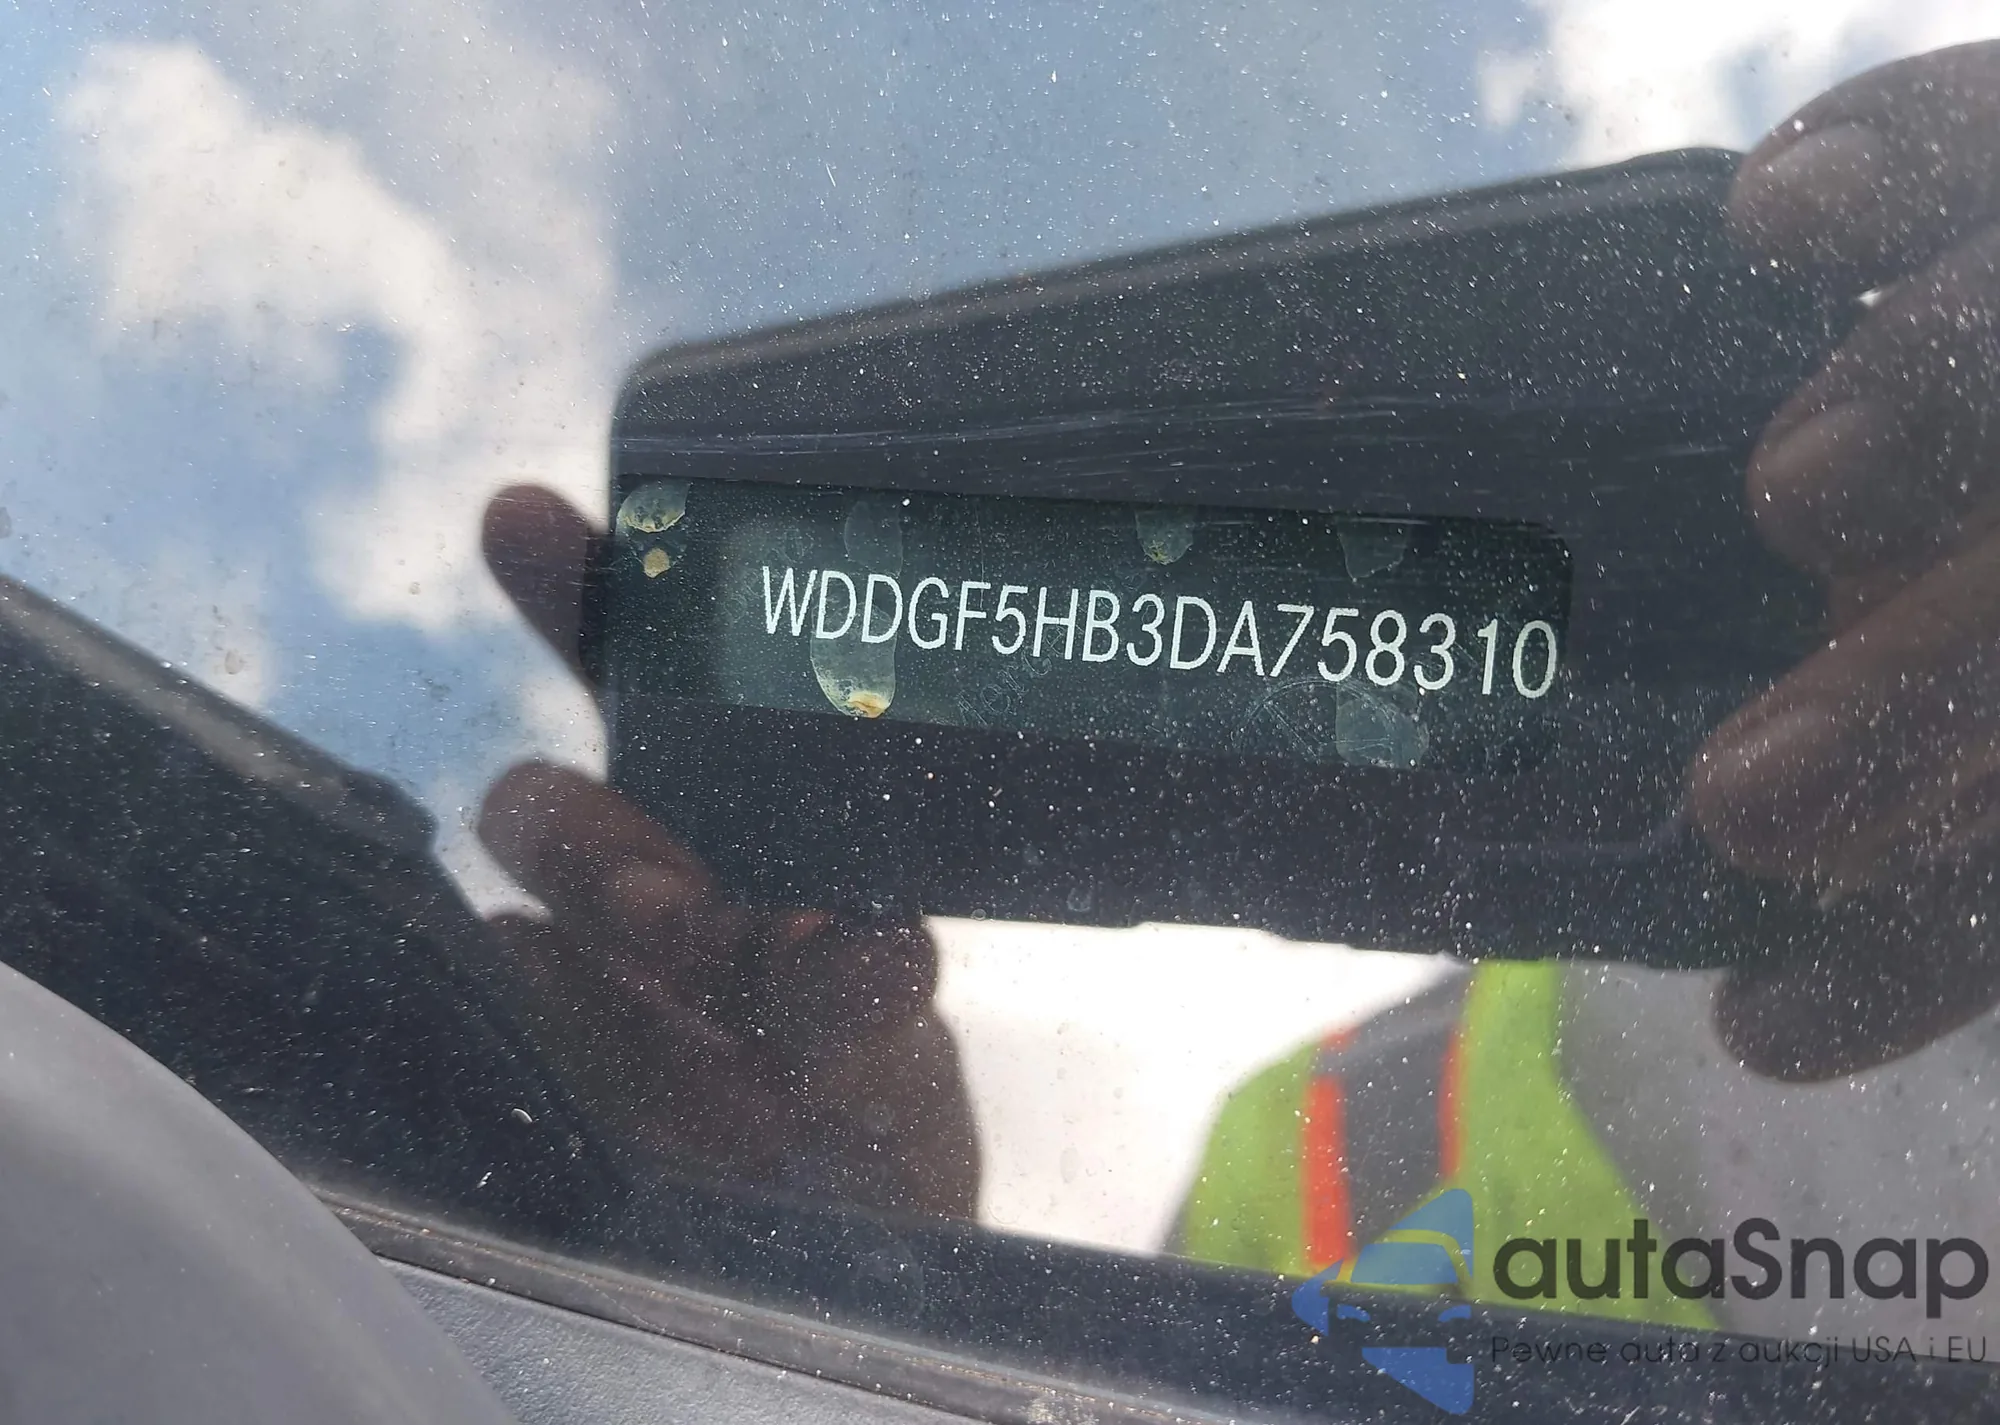 WDDGF5HB3DA758310
autaSnap
Pewne auta z aukcji USA i EU